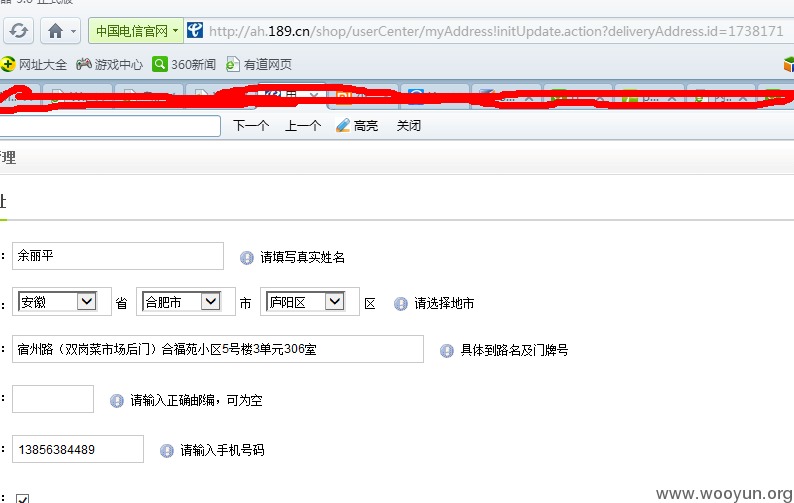 器 5.0 正式版
中国电信官网 http://ah.189.cn/shop/userCenter/myAddress!initUpdate.action?deliveryAddress.id=1738171
网址大全 游戏中心 360新闻 有道网页
下一个 上一个 高亮 关闭
管理
址
: 余丽平 请填写真实姓名
: 安徽 省 合肥市 市 庐阳区 区 请选择地市
: 宿州路（双岗菜市场后门）合福苑小区5号楼3单元306室 具体到路名及门牌号
: 请输入正确邮编，可为空
: 13856384489 请输入手机号码
:
www.wooyun.org